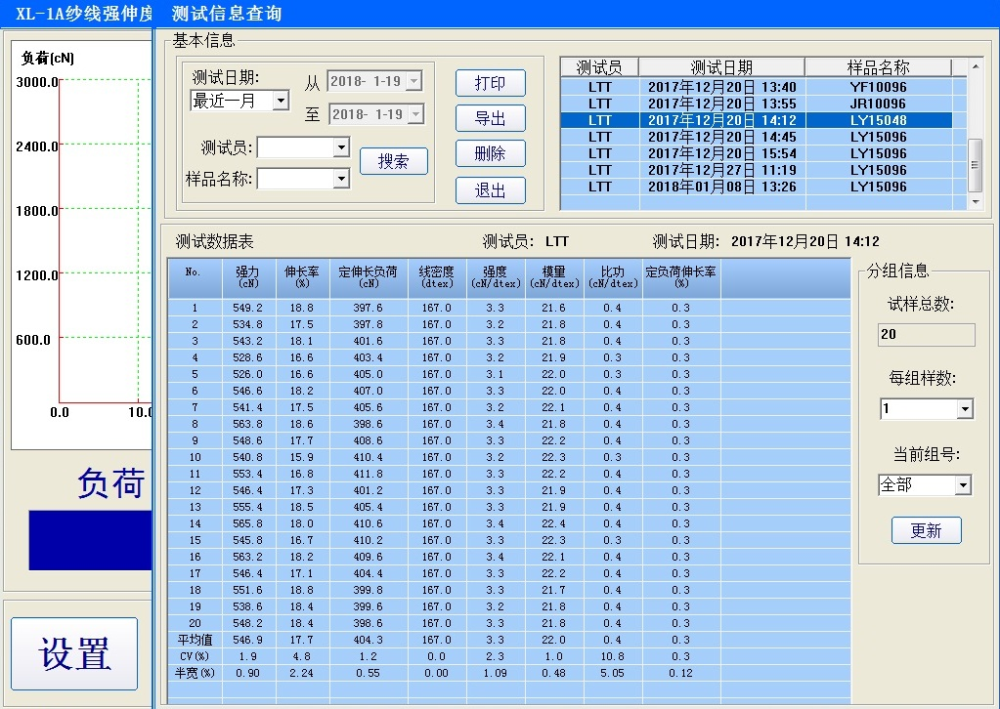 XL-1A纱线强伸度
测试信息查询
负荷(cN)
3000.0
2400.0
1800.0
1200.0
600.0
0.0 10.0
负荷
设置
基本信息
测试日期: 从 2018- 1-19
最近一月 至 2018- 1-19
测试员:
样品名称:
搜索
打印
导出
删除
退出
测试员 测试日期 样品名称
LTT 2017年12月20日 13:40 YF10096
LTT 2017年12月20日 13:55 JR10096
LTT 2017年12月20日 14:12 LY15048
LTT 2017年12月20日 14:45 LY15096
LTT 2017年12月20日 15:54 LY15096
LTT 2017年12月27日 11:19 LY15096
LTT 2018年01月08日 13:26 LY15096
测试数据表 测试员: LTT 测试日期: 2017年12月20日 14:12
No. 强力 伸长率 定伸长负荷 线密度 强度 模量 比功 定负荷伸长率
(cN) (%) (cN) (dtex) (cN/dtex) (cN/dtex) (cN/dtex) (%)
1 549.2 18.8 397.6 167.0 3.3 21.6 0.4 0.3
2 534.8 17.5 397.8 167.0 3.2 21.8 0.4 0.3
3 543.2 18.1 401.6 167.0 3.3 21.8 0.4 0.3
4 528.6 16.6 403.4 167.0 3.2 21.9 0.3 0.3
5 526.0 16.6 405.0 167.0 3.1 22.0 0.3 0.3
6 546.6 18.2 407.0 167.0 3.3 22.0 0.4 0.3
7 541.4 17.5 405.6 167.0 3.2 22.1 0.4 0.3
8 563.8 18.6 398.6 167.0 3.4 21.8 0.4 0.3
9 548.6 17.7 408.6 167.0 3.3 22.2 0.4 0.3
10 540.8 15.9 410.4 167.0 3.2 22.3 0.3 0.3
11 553.4 16.8 411.8 167.0 3.3 22.2 0.4 0.3
12 546.4 17.3 401.2 167.0 3.3 21.9 0.4 0.3
13 555.4 18.5 405.4 167.0 3.3 21.9 0.4 0.3
14 565.8 18.0 410.6 167.0 3.4 22.4 0.4 0.3
15 545.8 16.7 410.2 167.0 3.3 22.3 0.3 0.3
16 563.2 18.2 409.6 167.0 3.4 22.1 0.4 0.3
17 546.4 17.1 404.4 167.0 3.3 22.2 0.4 0.3
18 551.6 18.8 399.8 167.0 3.3 21.7 0.4 0.3
19 538.6 18.4 399.6 167.0 3.2 21.8 0.4 0.3
20 548.2 18.4 398.6 167.0 3.3 21.8 0.4 0.3
平均值 546.9 17.7 404.3 167.0 3.3 22.0 0.4 0.3
CV(%) 1.9 4.8 1.2 0.0 2.3 1.0 10.8 0.3
半宽(%) 0.90 2.24 0.55 0.00 1.09 0.48 5.05 0.12
分组信息
试样总数:
20
每组样数:
1
当前组号:
全部
更新